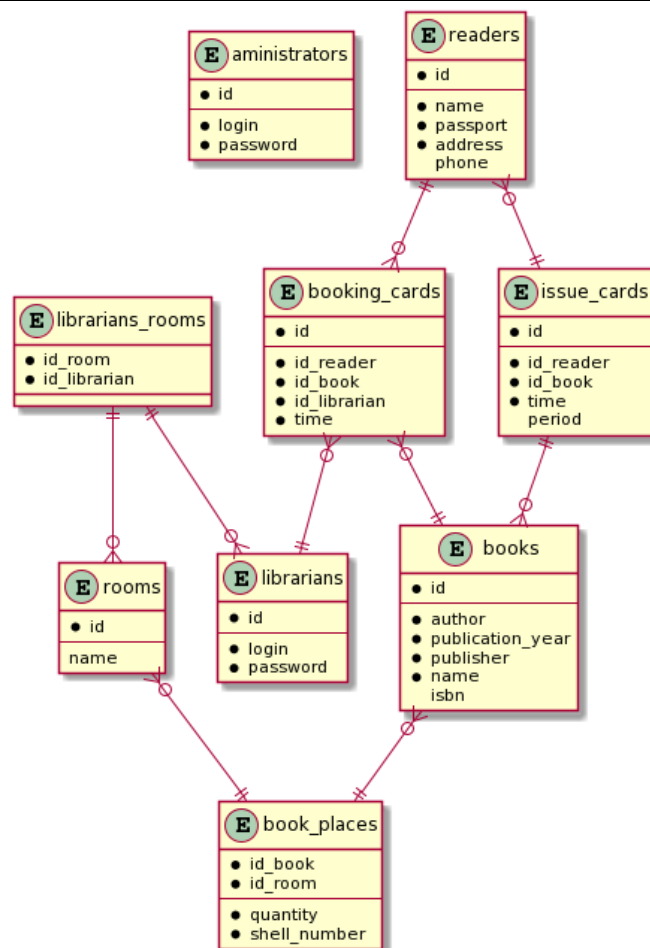 E readers
id
name
passport
address
phone
E aministrators
id
login
password
E booking_cards
id
id_reader
id_book
id_librarian
time
E issue_cards
id
id_reader
id_book
time
period
E librarians_rooms
id_room
id_librarian
E books
id
author
publication_year
publisher
name
isbn
E librarians
id
login
password
E rooms
id
name
E book_places
id_book
id_room
quantity
shell_number